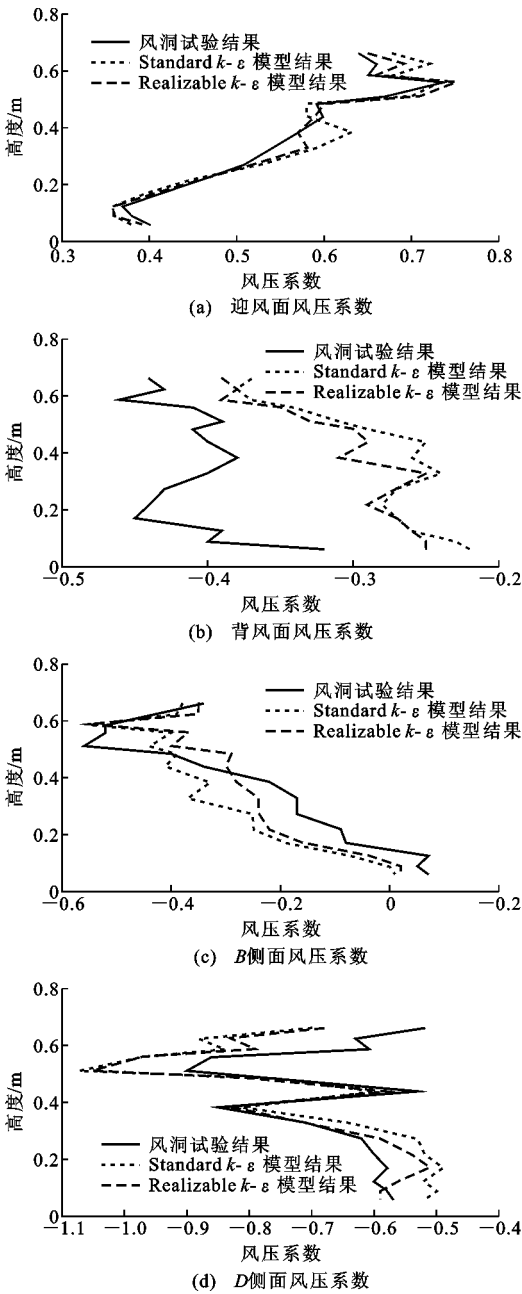 0.8
0.6
0.4
0.2
0
高度/m
风洞试验结果
Standard k-ε 模型结果
Realizable k-ε 模型结果
0.3 0.4 0.5 0.6 0.7 0.8
风压系数
(a) 迎风面风压系数
0.8
0.6
0.4
0.2
0
高度/m
风洞试验结果
Standard k-ε 模型结果
Realizable k-ε 模型结果
−0.5 −0.4 −0.3 −0.2
风压系数
(b) 背风面风压系数
0.8
0.6
0.4
0.2
0
高度/m
风洞试验结果
Standard k-ε 模型结果
Realizable k-ε 模型结果
−0.6 −0.4 −0.2 0 −0.2
风压系数
(c) B侧面风压系数
0.8
0.6
0.4
0.2
0
高度/m
风洞试验结果
Standard k-ε 模型结果
Realizable k-ε 模型结果
−1.1 −1.0 −0.9 −0.8 −0.7 −0.6 −0.5 −0.4
风压系数
(d) D侧面风压系数